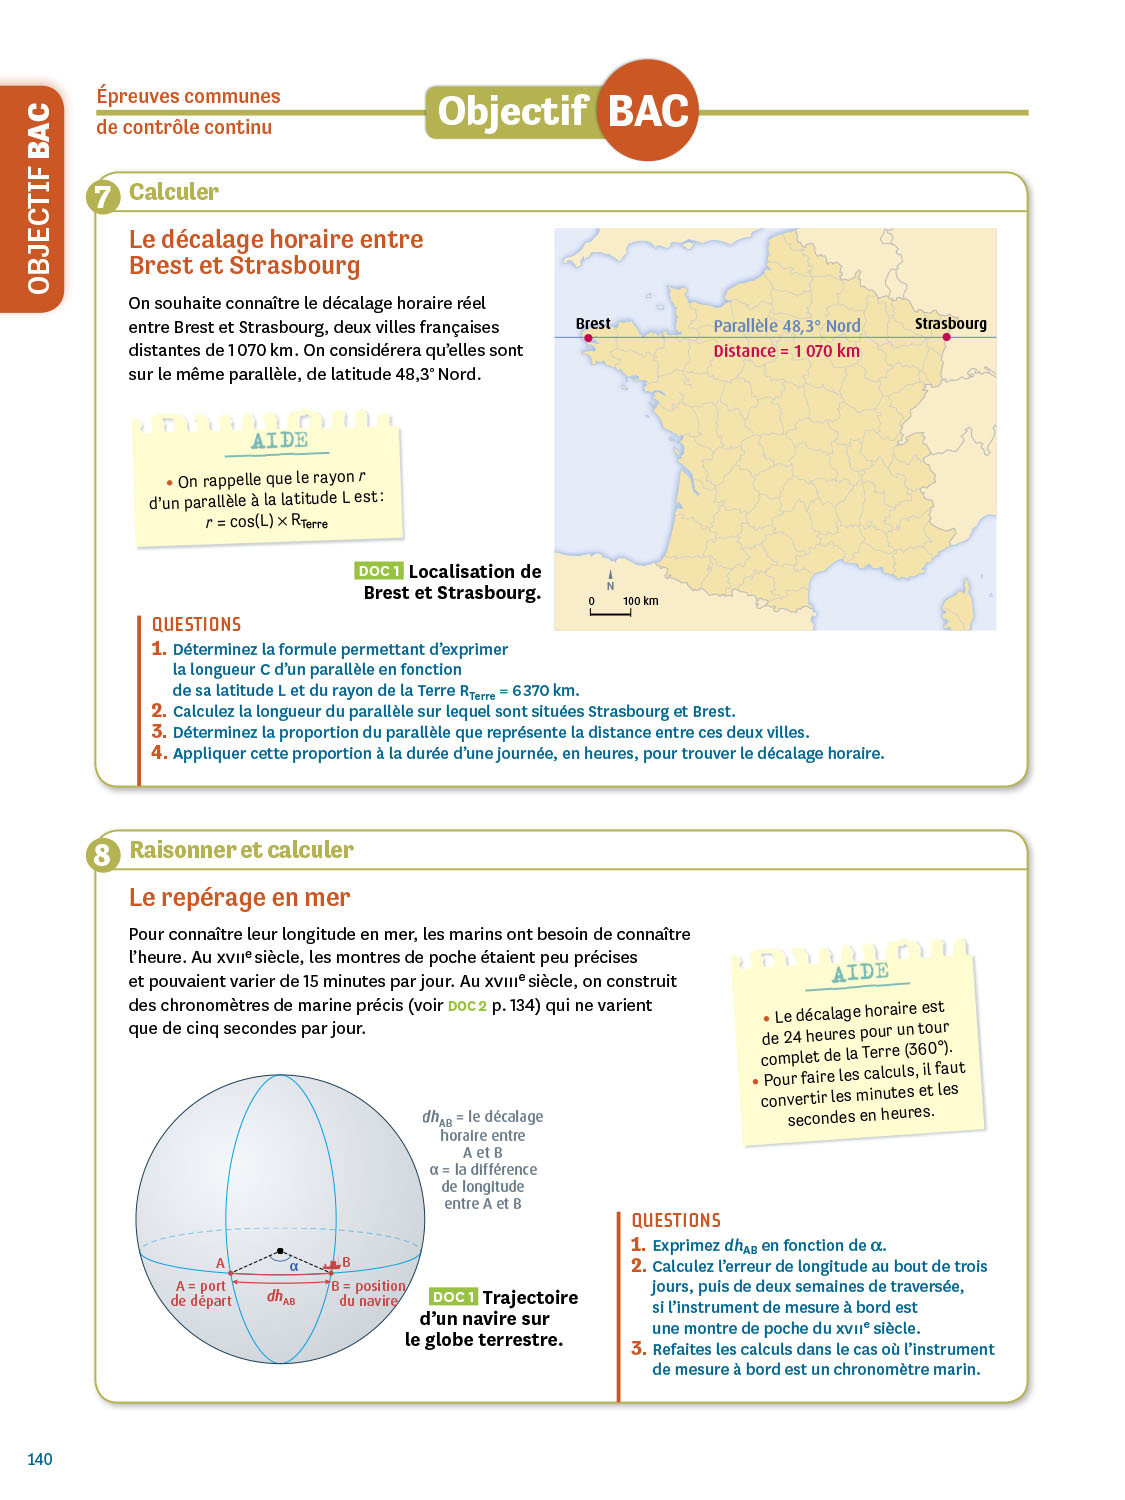 OBJECTIF BAC
Épreuves communes
de contrôle continu
Objectif BAC
7 Calculer
Le décalage horaire entre
Brest et Strasbourg
On souhaite connaître le décalage horaire réel
entre Brest et Strasbourg, deux villes françaises
distantes de 1 070 km. On considérera qu’elles sont
sur le même parallèle, de latitude 48,3° Nord.
AIDE
• On rappelle que le rayon r
d’un parallèle à la latitude L est :
r = cos(L) × RTerre
DOC 1 Localisation de
Brest et Strasbourg.
Brest
Parallèle 48,3° Nord
Strasbourg
Distance = 1 070 km
N
0 100 km
QUESTIONS
1. Déterminez la formule permettant d’exprimer
la longueur C d’un parallèle en fonction
de sa latitude L et du rayon de la Terre RTerre = 6 370 km.
2. Calculez la longueur du parallèle sur lequel sont situées Strasbourg et Brest.
3. Déterminez la proportion du parallèle que représente la distance entre ces deux villes.
4. Appliquer cette proportion à la durée d’une journée, en heures, pour trouver le décalage horaire.
8 Raisonner et calculer
Le repérage en mer
Pour connaître leur longitude en mer, les marins ont besoin de connaître
l’heure. Au XVIIe siècle, les montres de poche étaient peu précises
et pouvaient varier de 15 minutes par jour. Au XVIIIe siècle, on construit
des chronomètres de marine précis (voir DOC 2 p. 134) qui ne varient
que de cinq secondes par jour.
AIDE
• Le décalage horaire est
de 24 heures pour un tour
complet de la Terre (360°).
• Pour faire les calculs, il faut
convertir les minutes et les
secondes en heures.
dhAB = le décalage
horaire entre
A et B
α = la différence
de longitude
entre A et B
A
α
B
A = port
de départ
dhAB
B = position
du navire
DOC 1 Trajectoire
d’un navire sur
le globe terrestre.
QUESTIONS
1. Exprimez dhAB en fonction de α.
2. Calculez l’erreur de longitude au bout de trois
jours, puis de deux semaines de traversée,
si l’instrument de mesure à bord est
une montre de poche du XVIIe siècle.
3. Refaites les calculs dans le cas où l’instrument
de mesure à bord est un chronomètre marin.
140